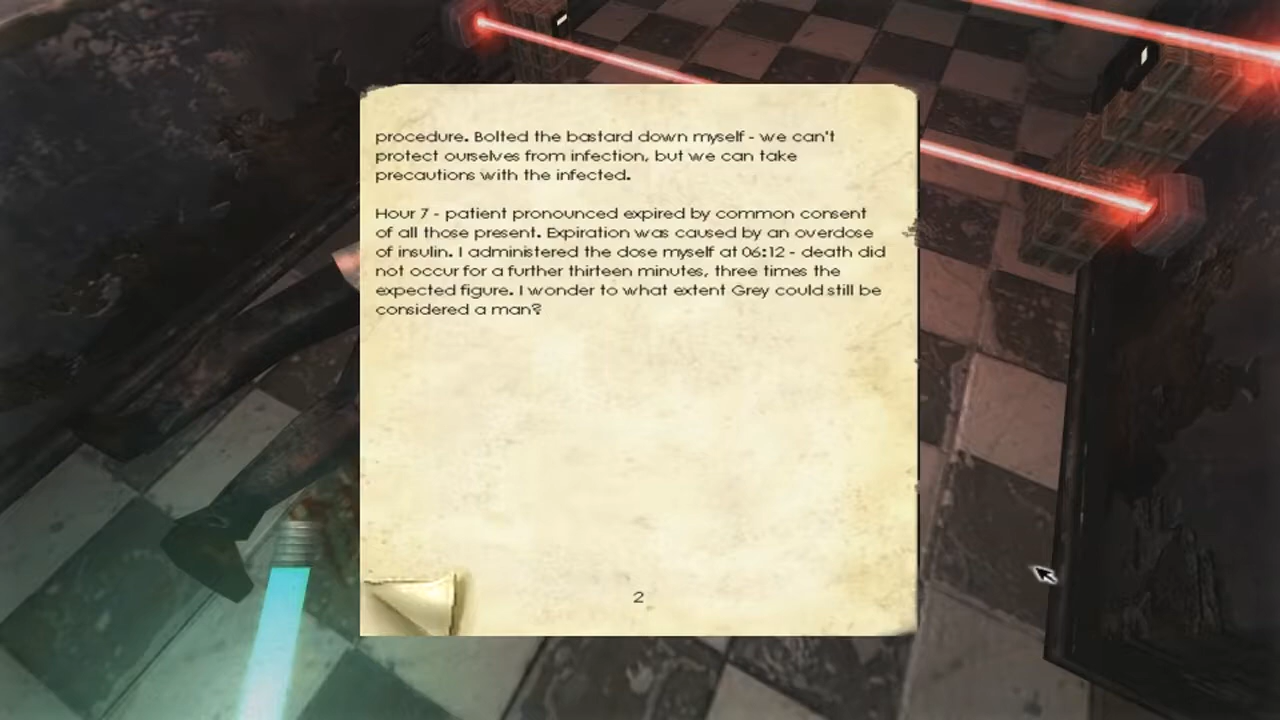 procedure. Bolted the bastard down myself - we can't
protect ourselves from infection, but we can take
precautions with the infected.
Hour 7 - patient pronounced expired by common consent
of all those present. Expiration was caused by an overdose
of insulin. I administered the dose myself at 06:12 - death did
not occur for a further thirteen minutes, three times the
expected figure. I wonder to what extent Grey could still be
considered a man?
2